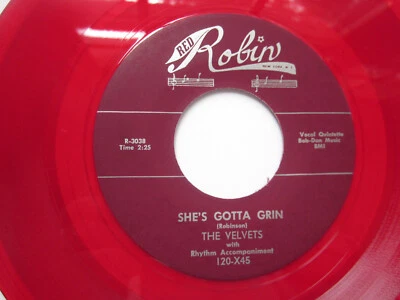 RED
Robin
NEW YORK N.Y.
R-3038
Time 2:25
Vocal Quintette
Bob-Dan Music
BMI
SHE'S GOTTA GRIN
(Robinson)
THE VELVETS
with
Rhythm Accompaniment
120-X45